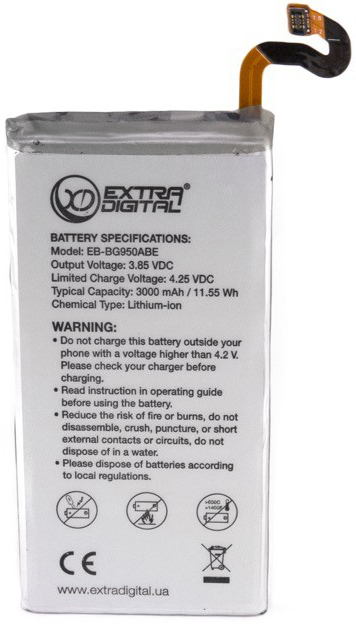 EXTRA®
DIGITAL
BATTERY SPECIFICATIONS:
Model: EB-BG950ABE
Output Voltage: 3.85 VDC
Limited Charge Voltage: 4.25 VDC
Typical Capacity: 3000 mAh / 11.55 Wh
Chemical Type: Lithium-ion
WARNING:
• Do not charge this battery outside your
phone with a voltage higher than 4.2 V.
Please check your charger before
charging.
• Read instruction in operating guide
before using the battery.
• Reduce the risk of fire or burns, do not
disassemble, crush, puncture, or short
external contacts or circuits, do not
dispose of in a water.
• Please dispose of batteries according
to local regulations.
>60°C
>140°F
CE
www.extradigital.ua